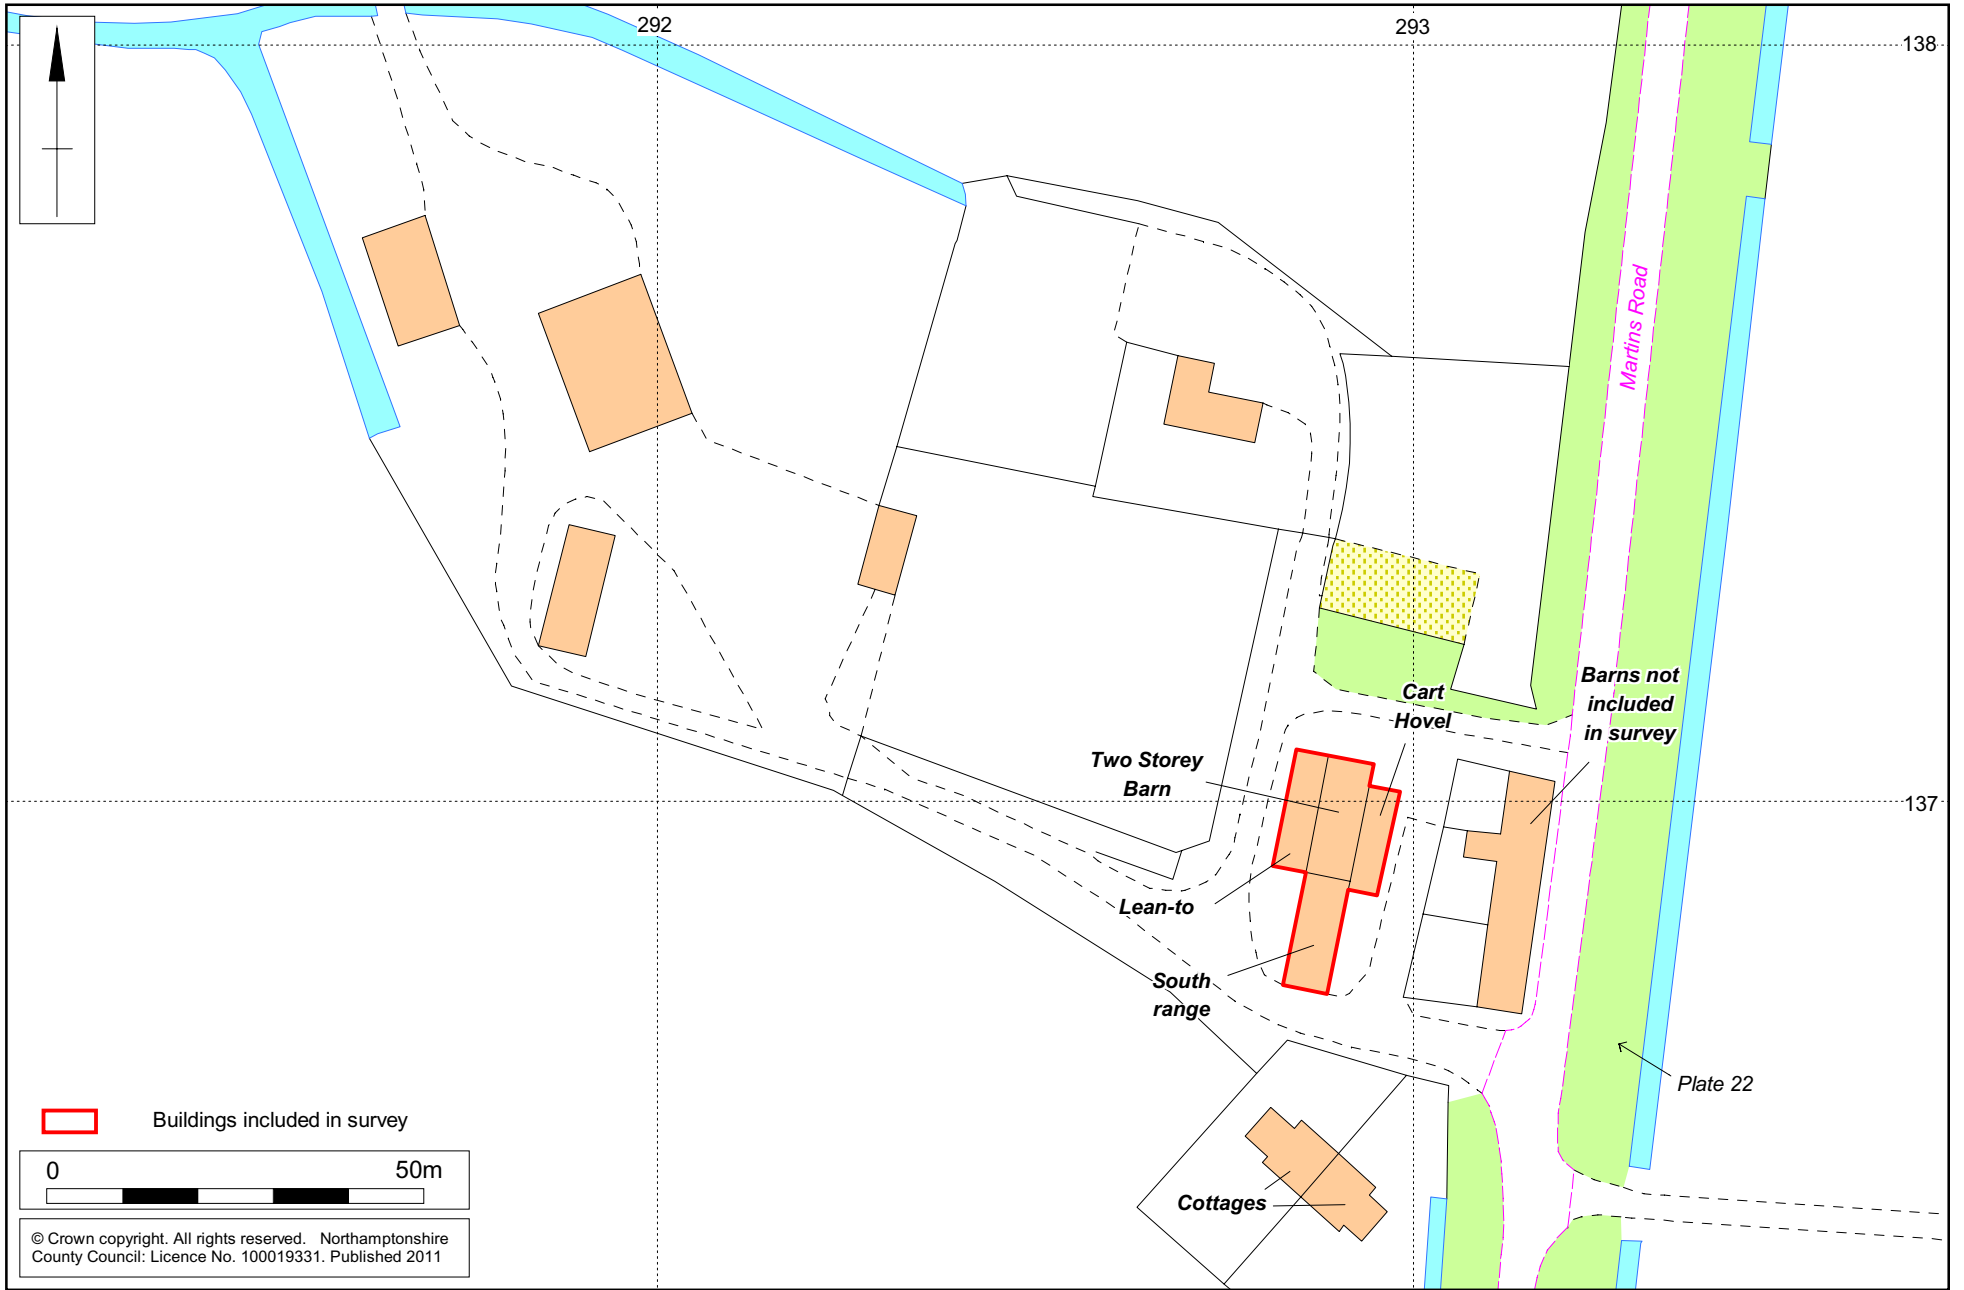 292
293
138
Martins Road
Barns not
included
in survey
Cart
Hovel
Two Storey
Barn
137
Lean-to
South
range
Plate 22
Cottages
Buildings included in survey
0 50m
© Crown copyright. All rights reserved. Northamptonshire
County Council: Licence No. 100019331. Published 2011